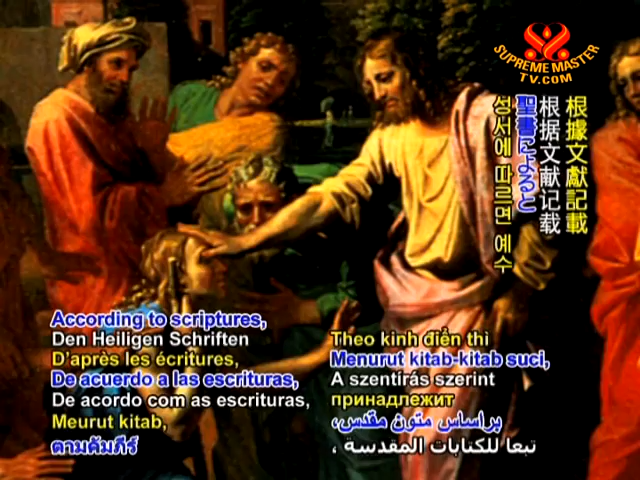 SUPREME MASTER
TV.COM
根據文獻記載
根据文献记载
聖書によると
성서에 따르면 예수
According to scriptures,
Den Heiligen Schriften
D'après les écritures,
De acuerdo a las escrituras,
De acordo com as escrituras,
Meurut kitab,
ตามคัมภีร์
Theo kinh điển thì
Menurut kitab-kitab suci,
A szentírás szerint
принадлежит
براساس متون مقدس،
تبعا للكتابات المقدسة ،